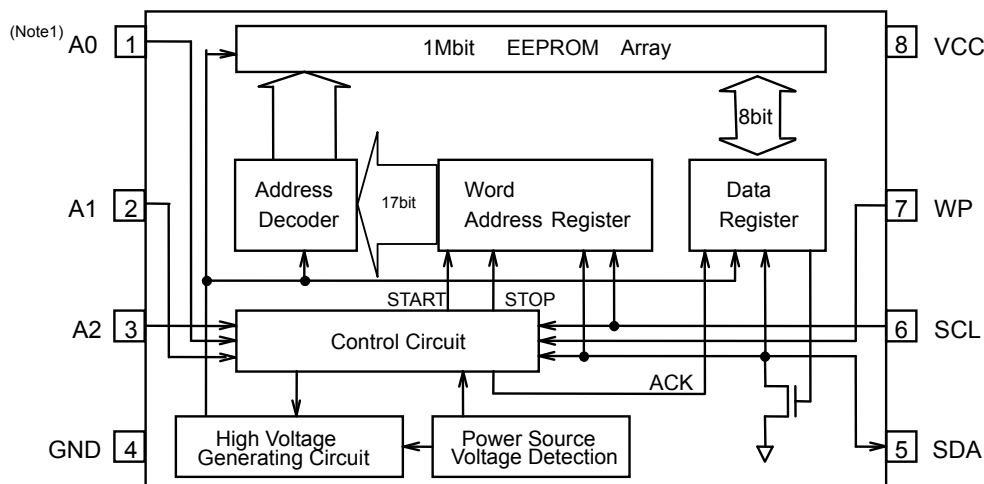 (Note1)
A0
1
1Mbit EEPROM Array
8
VCC
8bit
A1
2
Address
Decoder
17bit
Word
Address Register
Data
Register
7
WP
START
STOP
A2
3
Control Circuit
6
SCL
ACK
GND
4
High Voltage
Generating Circuit
Power Source
Voltage Detection
5
SDA